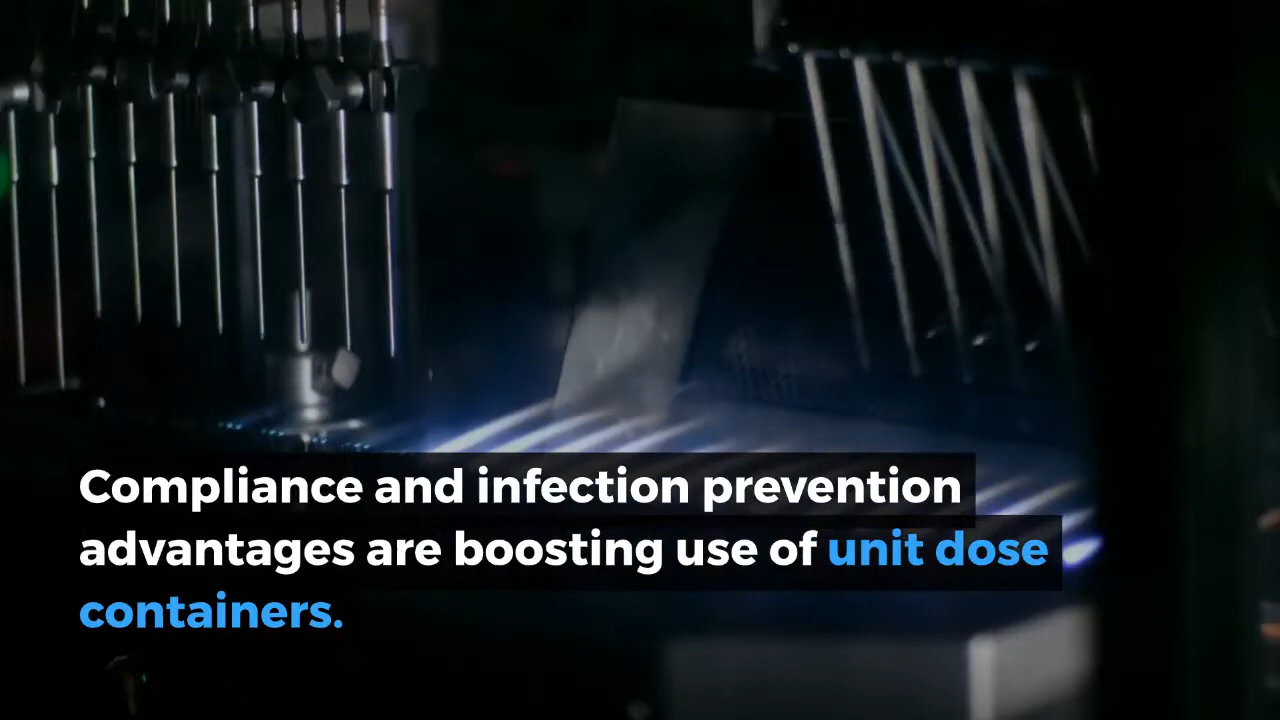 Compliance and infection prevention
advantages are boosting use of unit dose
containers.